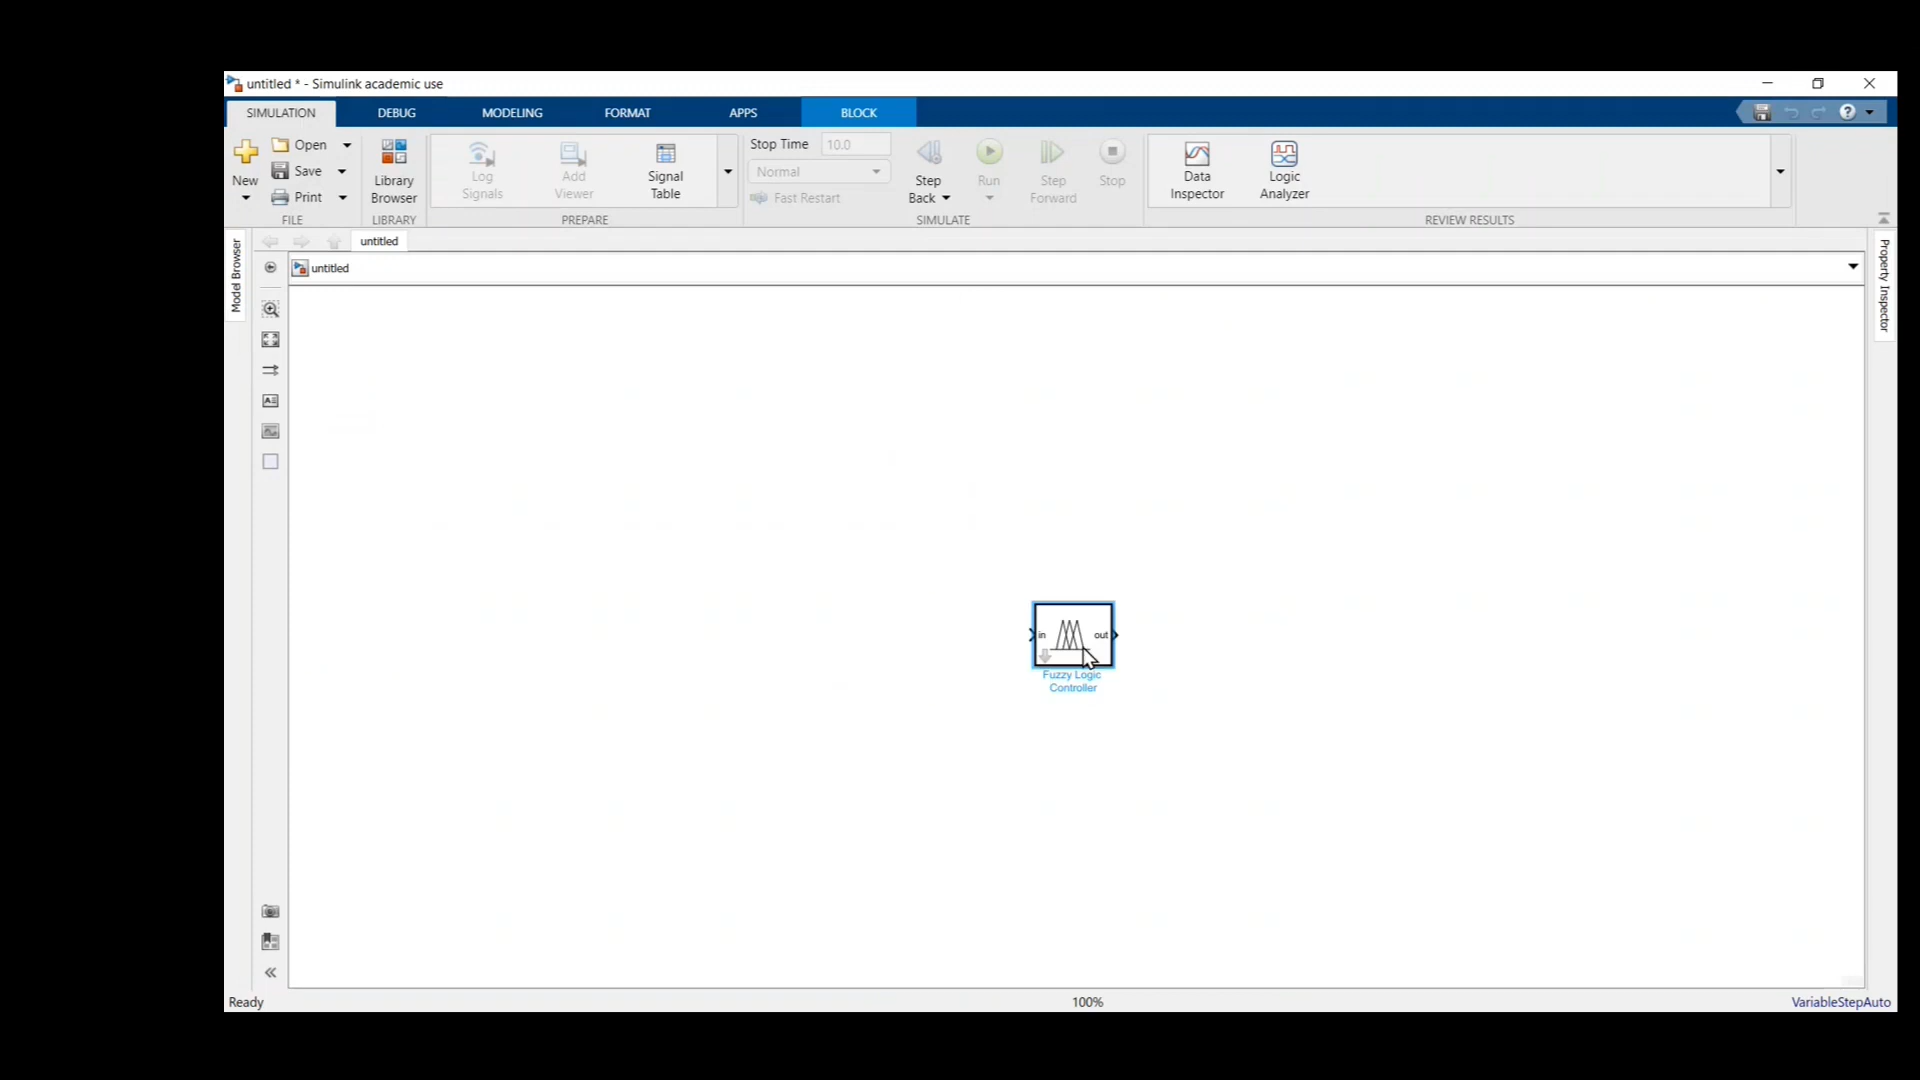 untitled * - Simulink academic use
SIMULATION
DEBUG
MODELING
FORMAT
APPS
BLOCK
New
Open
Save
Print
FILE
Library
Browser
LIBRARY
Log
Signals
Add
Viewer
Signal
Table
PREPARE
Stop Time
10.0
Normal
Fast Restart
Step
Back
Run
Step
Forward
Stop
SIMULATE
Data
Inspector
Logic
Analyzer
REVIEW RESULTS
Model Browser
untitled
untitled
Property Inspector
in
out
Fuzzy Logic
Controller
Ready
100%
VariableStepAuto